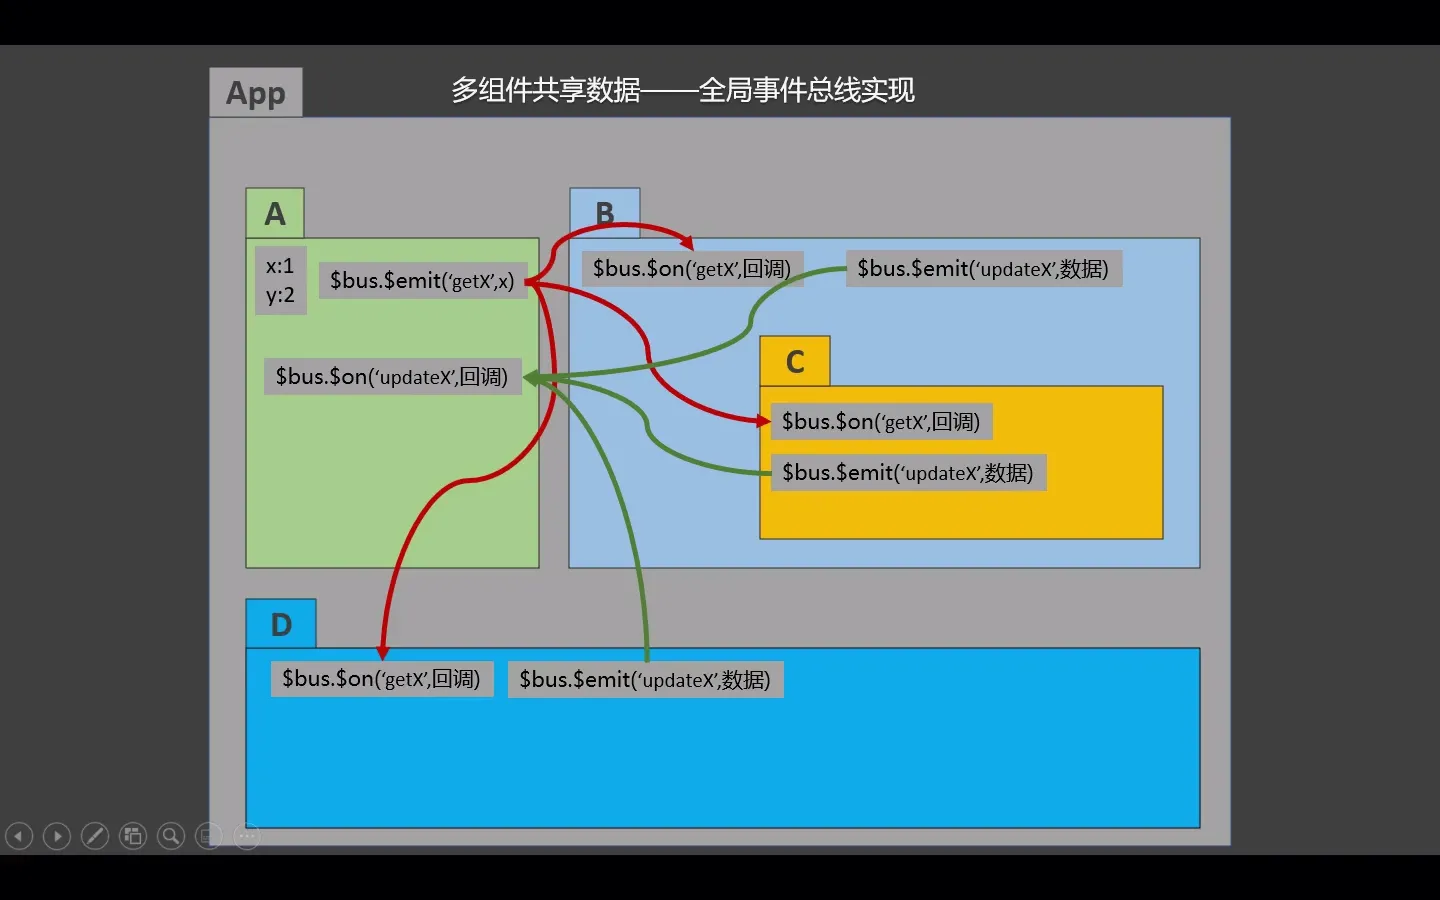 App
多组件共享数据——全局事件总线实现
A
x:1
y:2
$bus.$emit(‘getX’,x)
$bus.$on(‘updateX’,回调)
B
$bus.$on(‘getX’,回调)
$bus.$emit(‘updateX’,数据)
C
$bus.$on(‘getX’,回调)
$bus.$emit(‘updateX’,数据)
D
$bus.$on(‘getX’,回调)
$bus.$emit(‘updateX’,数据)